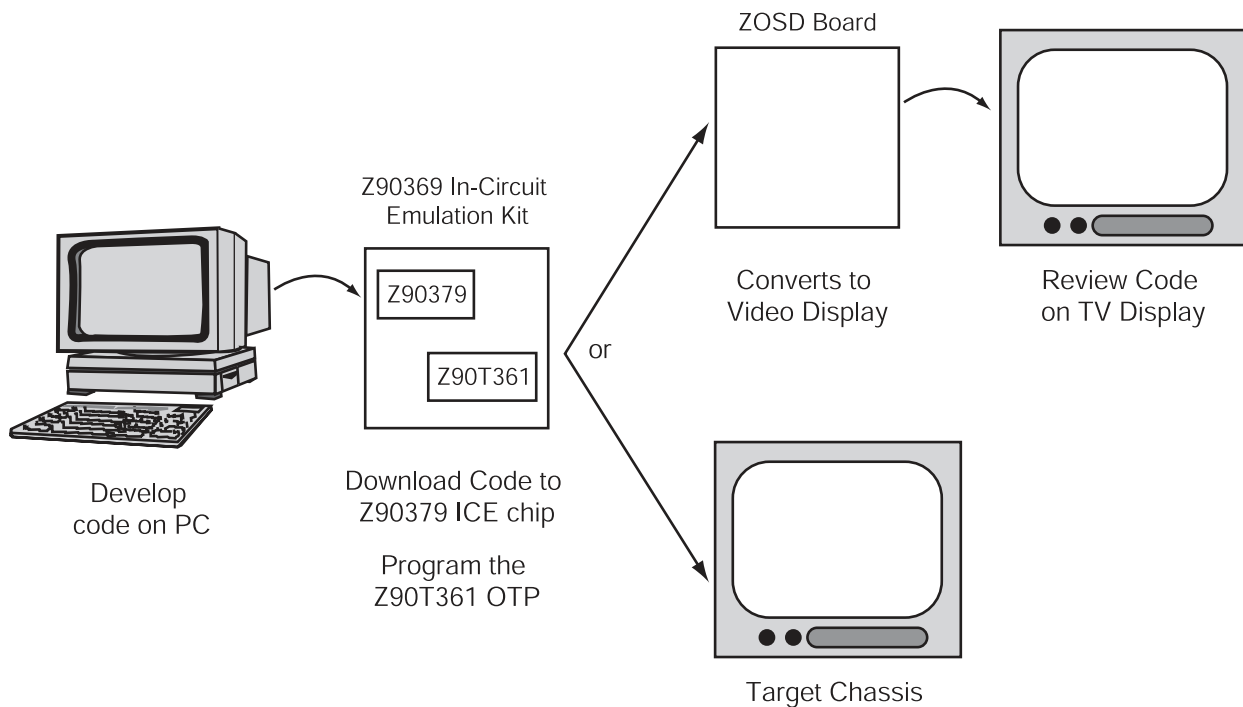 ZOSD Board
Z90369 In-Circuit
Emulation Kit
Z90379
Z90T361
Converts to
Video Display
Review Code
on TV Display
or
Develop
code on PC
Download Code to
Z90379 ICE chip
Program the
Z90T361 OTP
Target Chassis